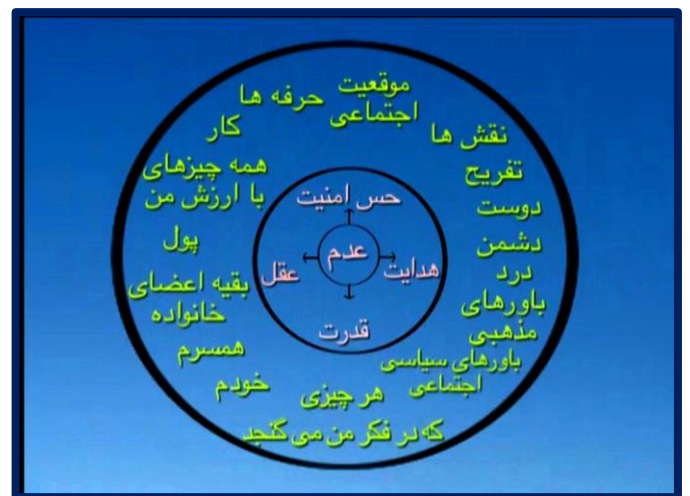 موقعیت
اجتماعی
نقش ها
تفریح
دوست
دشمن
درد
باورهای
مذهبی
باورهای سیاسی
اجتماعی
هر چیزی
که در فکر من می گنجد
خودم
همسرم
بقیه اعضای
خانواده
پول
همه چیزهای
با ارزش من
کار
حرفه ها
حس امنیت
هدایت
قدرت
عقل
عدم